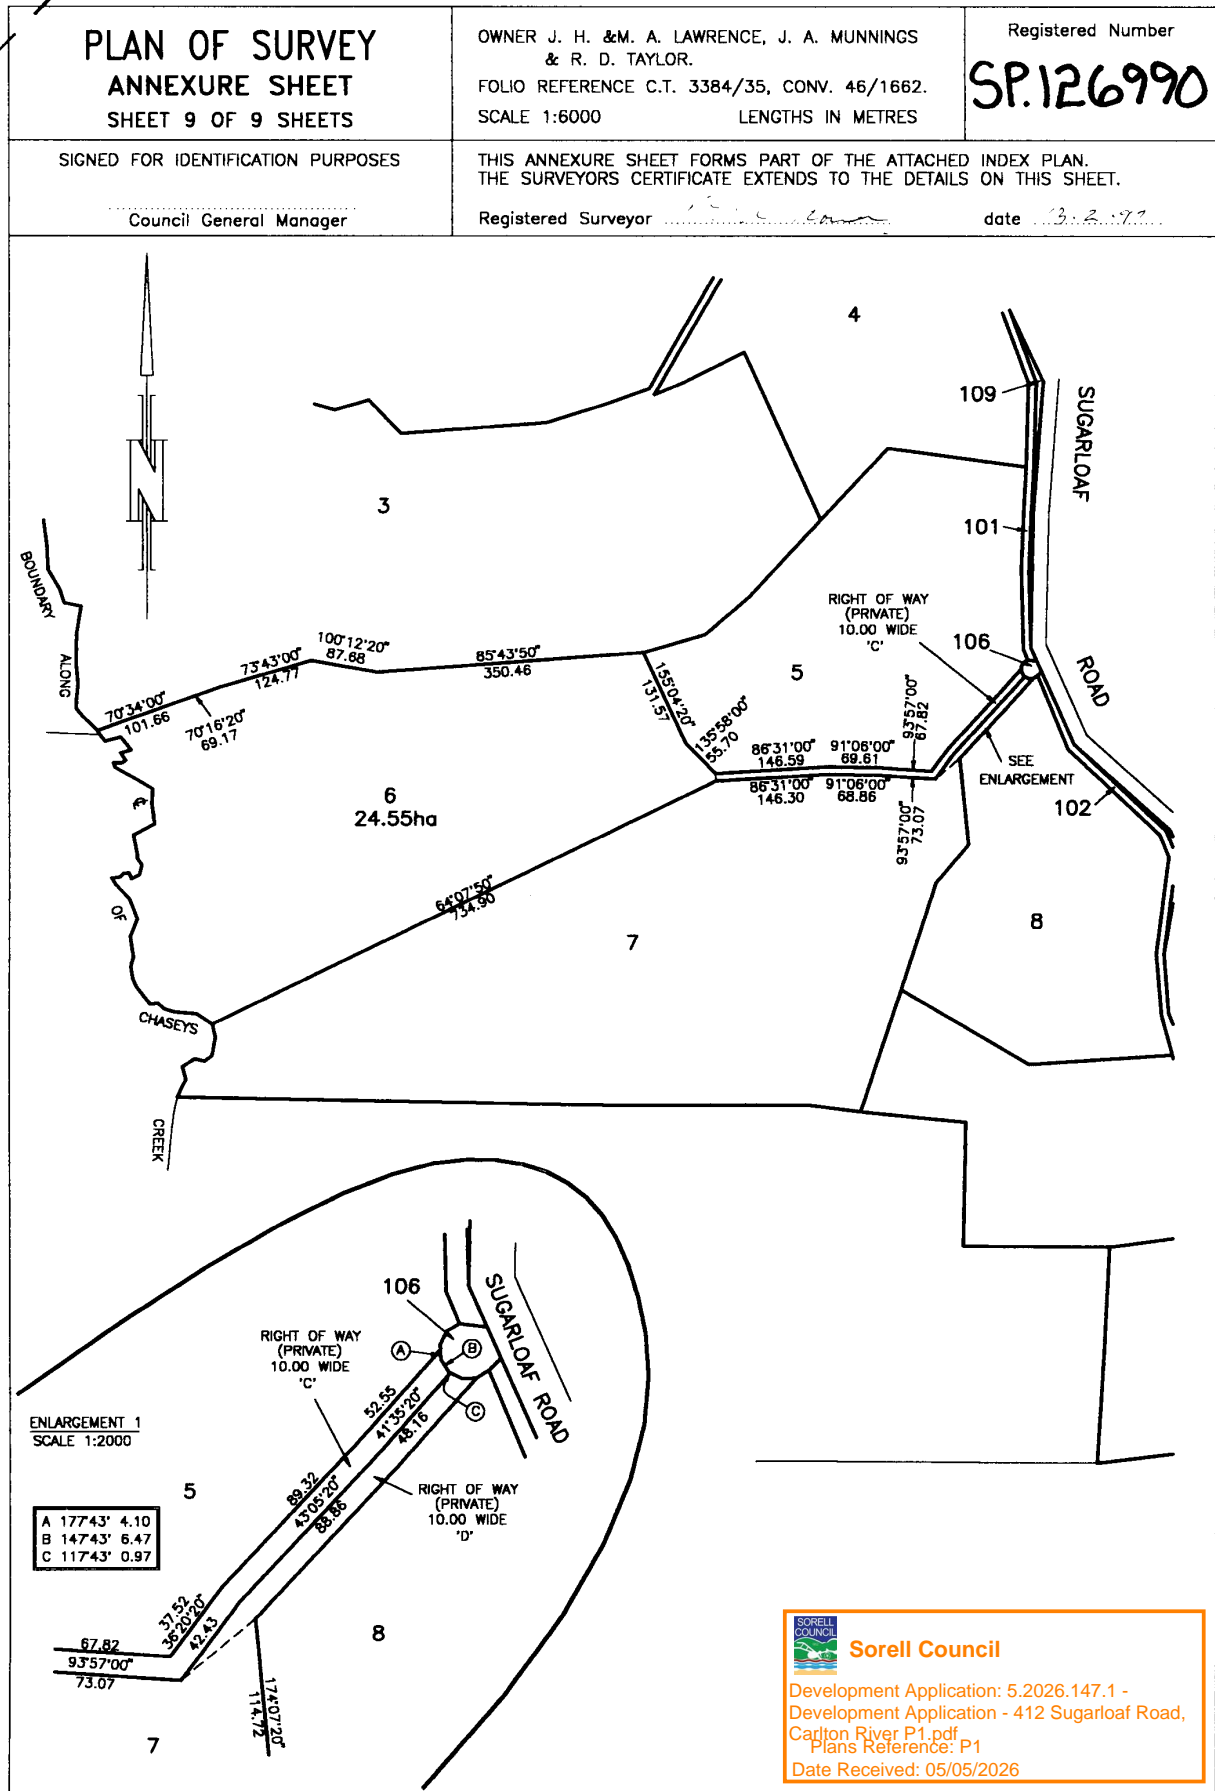 PLAN OF SURVEY
ANNEXURE SHEET
SHEET 9 OF 9 SHEETS
OWNER J. H. &M. A. LAWRENCE, J. A. MUNNINGS
& R. D. TAYLOR.
FOLIO REFERENCE C.T. 3384/35, CONV. 46/1662.
SCALE 1:6000 LENGTHS IN METRES
Registered Number
SP.126990
SIGNED FOR IDENTIFICATION PURPOSES
Council General Manager
THIS ANNEXURE SHEET FORMS PART OF THE ATTACHED INDEX PLAN.
THE SURVEYORS CERTIFICATE EXTENDS TO THE DETAILS ON THIS SHEET.
Registered Surveyor
date 13.2.97
N
4
109
SUGARLOAF
3
101
BOUNDARY
RIGHT OF WAY
(PRIVATE)
10.00 WIDE
'C'
106
100°12'20"
87.68
73°43'00"
124.77
85°43'50"
350.46
ALONG
5
ROAD
155°04'20"
131.57
70°34'00"
101.66
70°16'20"
69.17
135°58'00"
55.70
93°57'00"
67.82
86°31'00"
146.59
91°06'00"
69.61
SEE
ENLARGEMENT
86°31'00"
146.30
91°06'00"
68.86
102
93°57'00"
73.07
6
24.55ha
℄
64°07'50"
734.90
OF
7
8
CHASEYS
CREEK
106
SUGARLOAF ROAD
RIGHT OF WAY
(PRIVATE)
10.00 WIDE
'C'
A
B
C
52.55
41°35'20"
48.16
ENLARGEMENT 1
SCALE 1:2000
5
89.32
43°05'20"
88.86
RIGHT OF WAY
(PRIVATE)
10.00 WIDE
'D'
A 177°43' 4.10
B 147°43' 6.47
C 117°43' 0.97
37.52
36°20'20"
42.43
67.82
93°57'00"
73.07
8
174°07'20"
114.72
7
SORELL
COUNCIL
Sorell Council
Development Application: 5.2026.147.1 -
Development Application - 412 Sugarloaf Road,
Carlton River P1.pdf
Plans Reference: P1
Date Received: 05/05/2026